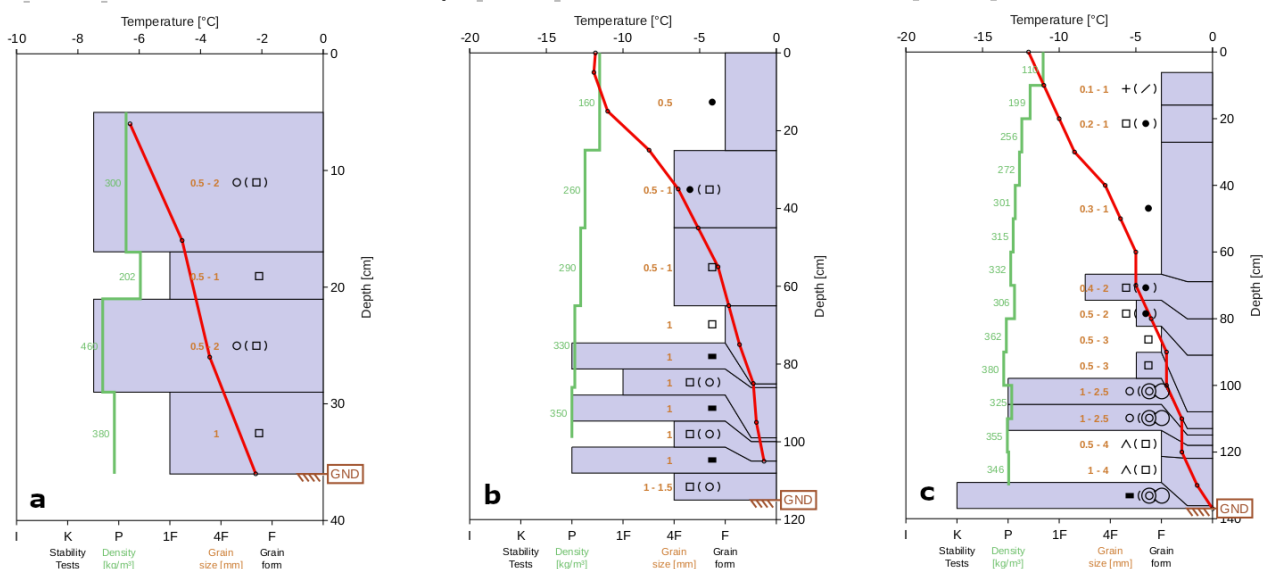 Temperature [°C]
-10 -8 -6 -4 -2 0
0
10
20
30
40
Depth [cm]
300 0.5 - 2
202 0.5 - 1
460 0.5 - 2
380 1
GND
a
I K P 1F 4F F
Stability Tests
Density [kg/m³]
Grain size [mm]
Grain form
Temperature [°C]
-20 -15 -10 -5 0
0
20
40
60
80
100
120
Depth [cm]
160 0.5
260 0.5 - 1
290 0.5 - 1
1
330
1
1
350 1
1
1
1 - 1.5
GND
b
I K P 1F 4F F
Stability Tests
Density [kg/m³]
Grain size [mm]
Grain form
Temperature [°C]
-20 -15 -10 -5 0
0
20
40
60
80
100
120
140
Depth [cm]
0.1 - 1
199 0.2 - 1
256
272
301 0.3 - 1
315
332
306 0.4 - 2
0.5 - 2
362 0.5 - 3
380 0.5 - 3
325 1 - 2.5
1 - 2.5
355 0.5 - 4
346 1 - 4
GND
c
I K P 1F 4F F
Stability Tests
Density [kg/m³]
Grain size [mm]
Grain form